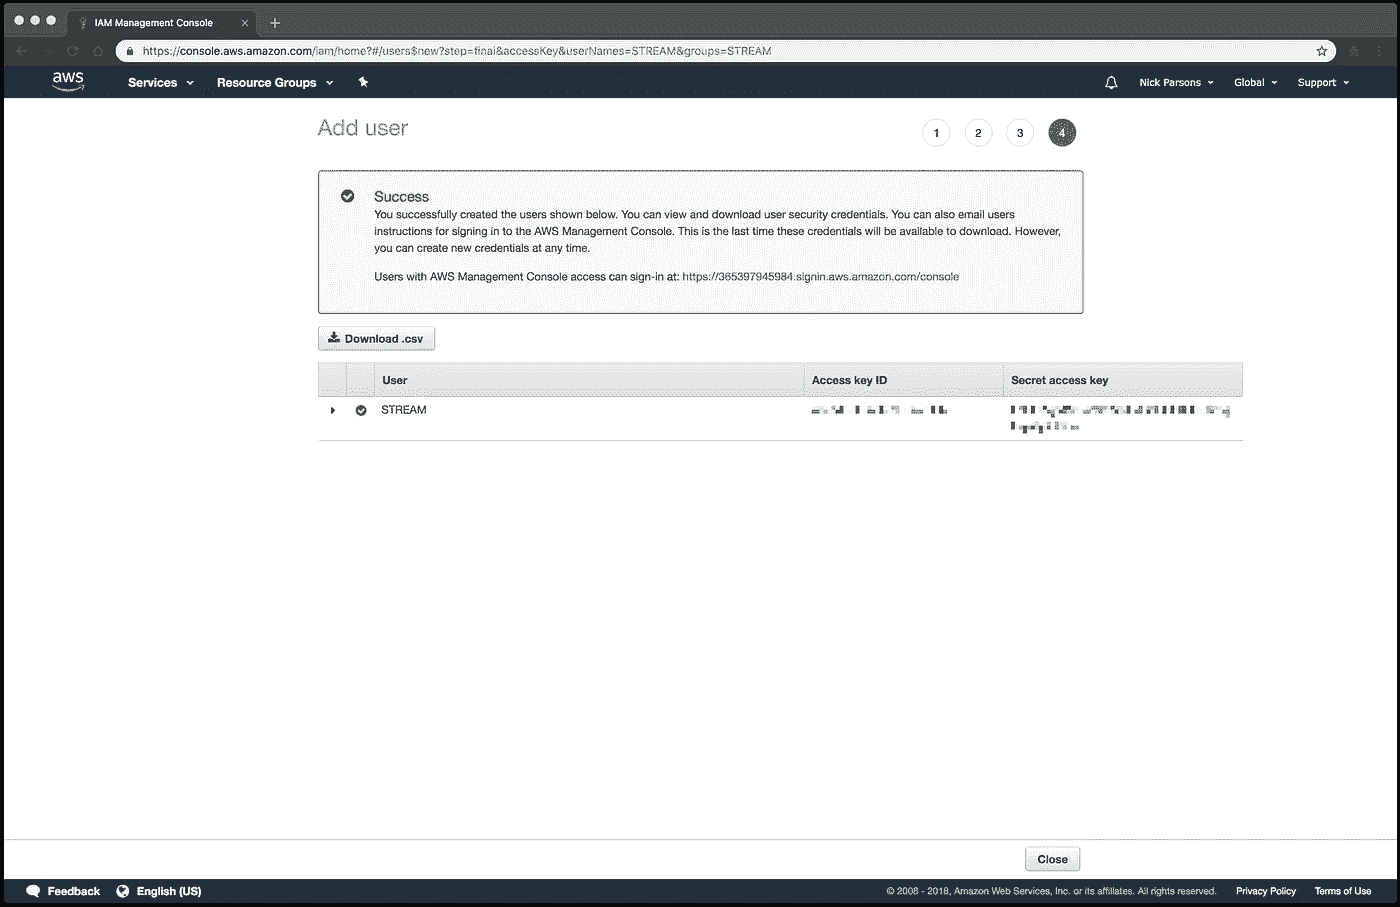 IAM Management Console
https://console.aws.amazon.com/iam/home?#/users$new?step=final&accessKey&userNames=STREAM&groups=STREAM
aws Services Resource Groups Nick Parsons Global Support
Add user 1 2 3 4
Success
You successfully created the users shown below. You can view and download user security credentials. You can also email users
instructions for signing in to the AWS Management Console. This is the last time these credentials will be available to download. However,
you can create new credentials at any time.
Users with AWS Management Console access can sign-in at: https://365397945984.signin.aws.amazon.com/console
Download .csv
User Access key ID Secret access key
STREAM
Close
Feedback English (US) © 2008 - 2018, Amazon Web Services, Inc. or its affiliates. All rights reserved. Privacy Policy Terms of Use